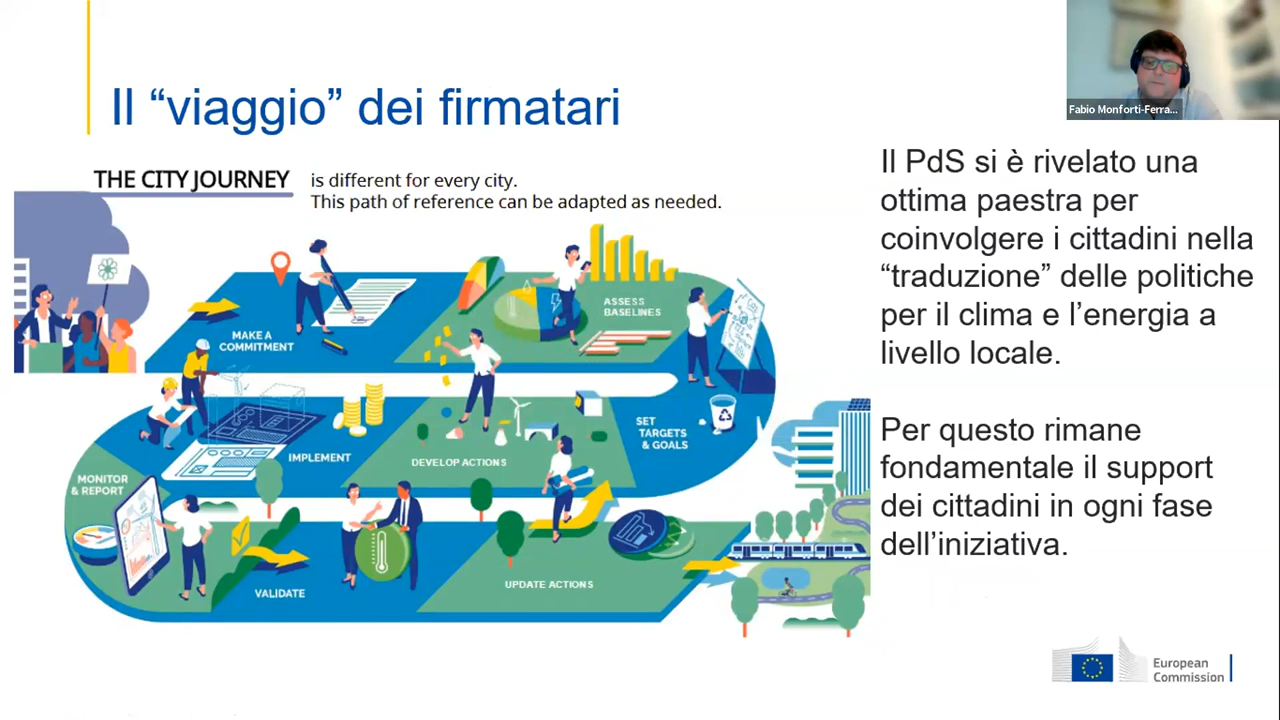 Il “viaggio” dei firmatari
Fabio Monforti-Ferra...
THE CITY JOURNEY
is different for every city.
This path of reference can be adapted as needed.
MAKE A
COMMITMENT
ASSESS
BASELINES
SET
TARGETS
& GOALS
DEVELOP ACTIONS
IMPLEMENT
MONITOR
& REPORT
VALIDATE
UPDATE ACTIONS
Il PdS si è rivelato una
ottima paestra per
coinvolgere i cittadini nella
“traduzione” delle politiche
per il clima e l’energia a
livello locale.
Per questo rimane
fondamentale il support
dei cittadini in ogni fase
dell’iniziativa.
European
Commission